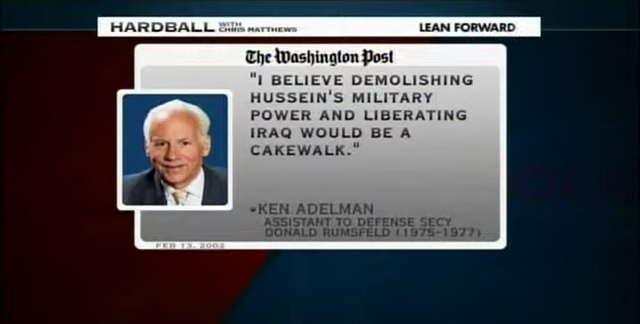 HARDBALL WITH CHRIS MATTHEWS LEAN FORWARD
The Washington Post
"I BELIEVE DEMOLISHING
HUSSEIN'S MILITARY
POWER AND LIBERATING
IRAQ WOULD BE A
CAKEWALK."
-KEN ADELMAN
ASSISTANT TO DEFENSE SECY
DONALD RUMSFELD (1975-1977)
FEB 13, 2002